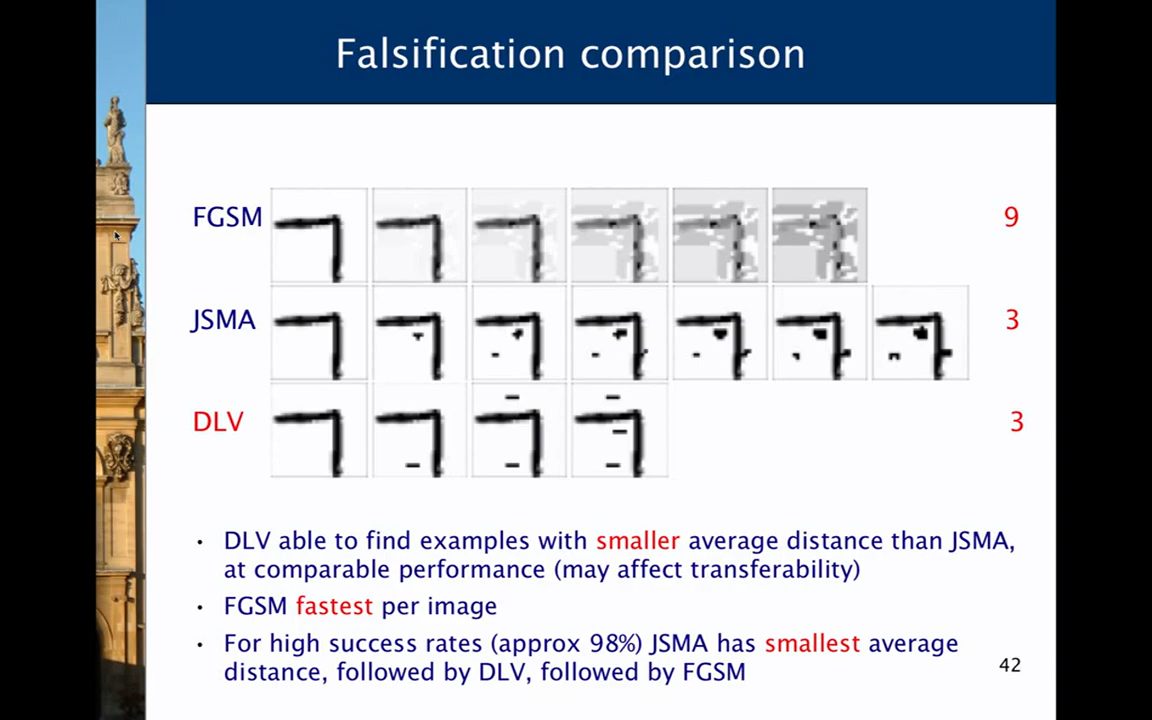 Falsification comparison
FGSM 9
JSMA 3
DLV 3
• DLV able to find examples with smaller average distance than JSMA,
at comparable performance (may affect transferability)
• FGSM fastest per image
• For high success rates (approx 98%) JSMA has smallest average
distance, followed by DLV, followed by FGSM
42